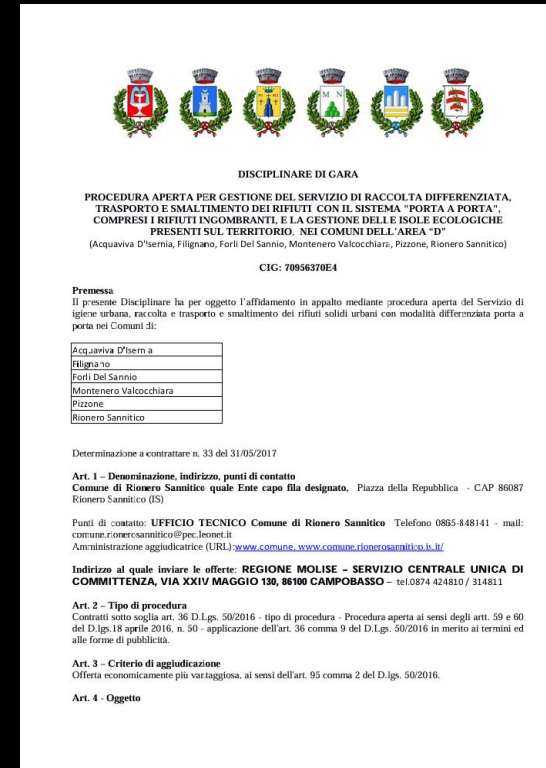 DISCIPLINARE DI GARA
PROCEDURA APERTA PER GESTIONE DEL SERVIZIO DI RACCOLTA DIFFERENZIATA,
TRASPORTO E SMALTIMENTO DEI RIFIUTI CON IL SISTEMA "PORTA A PORTA",
COMPRESI I RIFIUTI INGOMBRANTI, E LA GESTIONE DELLE ISOLE ECOLOGICHE
PRESENTI SUL TERRITORIO, NEI COMUNI DELL'AREA "D"
(Acquaviva D'Isernia, Filignano, Forli Del Sannio, Montenero Valcocchiara, Pizzone, Rionero Sannitico)
CIG: 70956370E4
Premessa
Il presente Disciplinare ha per oggetto l'affidamento in appalto mediante procedura aperta del Servizio di
igiene urbana, raccolta e trasporto e smaltimento dei rifiuti solidi urbani con modalità differenziata porta a
porta nei Comuni di:
Acquaviva D'Isernia
Filignano
Forli Del Sannio
Montenero Valcocchiara
Pizzone
Rionero Sannitico
Determinazione a contrattare n. 33 del 31/05/2017
Art. 1 – Denominazione, indirizzo, punti di contatto
Comune di Rionero Sannitico quale Ente capo fila designato, Piazza della Repubblica - CAP 86087
Rionero Sannitico (IS)
Punti di contatto: UFFICIO TECNICO Comune di Rionero Sannitico Telefono 0865-848141 - mail:
comune.rionerosannitico@pec.leonet.it
Amministrazione aggiudicatrice (URL):www.comune. www.comune.rionerosannitico.is.it/
Indirizzo al quale inviare le offerte: REGIONE MOLISE – SERVIZIO CENTRALE UNICA DI
COMMITTENZA, VIA XXIV MAGGIO 130, 86100 CAMPOBASSO – tel.0874 424810 / 314811
Art. 2 – Tipo di procedura
Contratti sotto soglia art. 36 D.Lgs. 50/2016 - tipo di procedura - Procedura aperta ai sensi degli artt. 59 e 60
del D.lgs.18 aprile 2016, n. 50 - applicazione dell'art. 36 comma 9 del D.Lgs. 50/2016 in merito ai termini ed
alle forme di pubblicità.
Art. 3 – Criterio di aggiudicazione
Offerta economicamente più vantaggiosa, ai sensi dell'art. 95 comma 2 del D.lgs. 50/2016.
Art. 4 - Oggetto